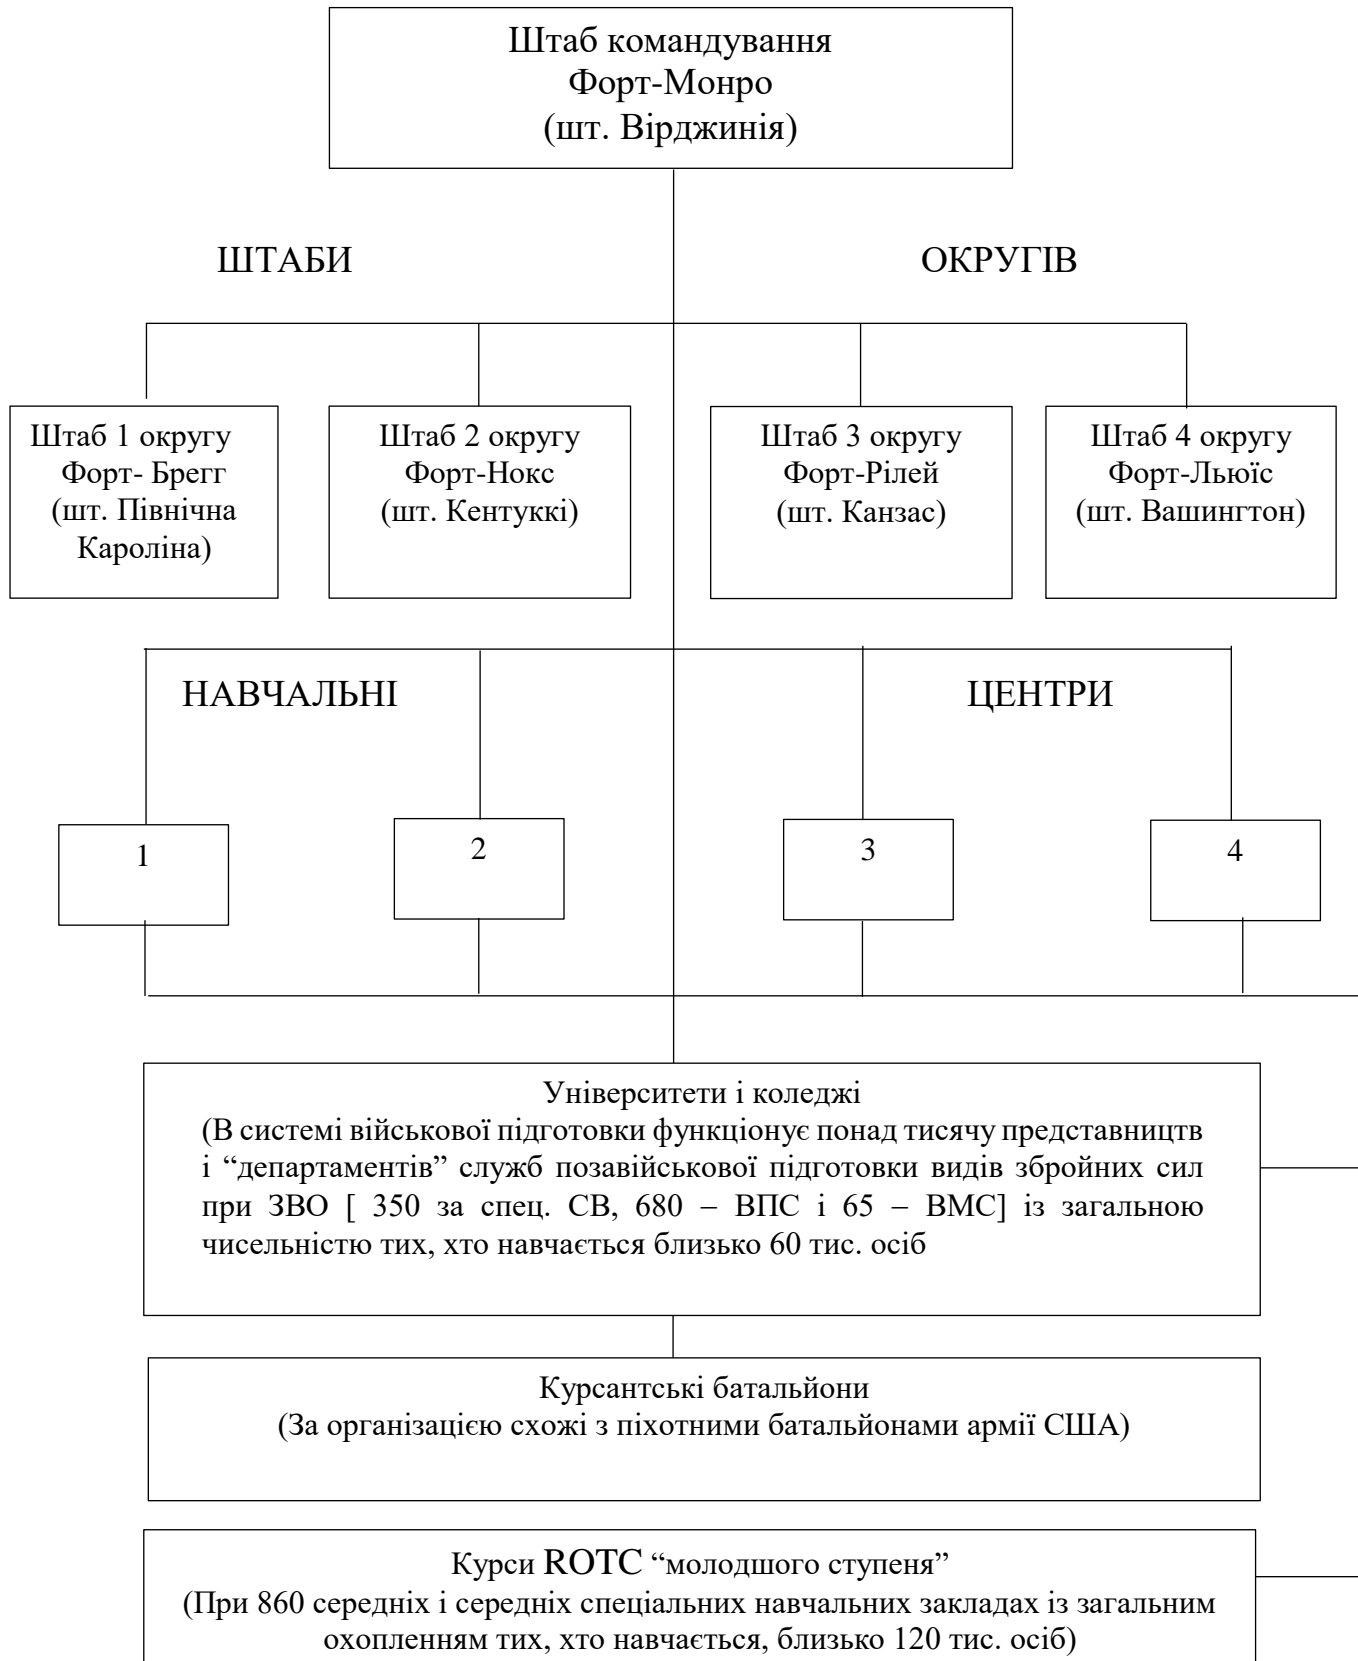 Штаб командування
Форт-Монро
(шт. Вірджинія)
ШТАБИ ОКРУГІВ
Штаб 1 округу
Форт- Брегг
(шт. Північна
Кароліна)
Штаб 2 округу
Форт-Нокс
(шт. Кентуккі)
Штаб 3 округу
Форт-Рілей
(шт. Канзас)
Штаб 4 округу
Форт-Льюїс
(шт. Вашингтон)
НАВЧАЛЬНІ ЦЕНТРИ
1
2
3
4
Університети і коледжі
(В системі військової підготовки функціонує понад тисячу представництв
і “департаментів” служб позавійськової підготовки видів збройних сил
при ЗВО [ 350 за спец. СВ, 680 – ВПС і 65 – ВМС] із загальною
чисельністю тих, хто навчається близько 60 тис. осіб
Курсантські батальйони
(За організацією схожі з піхотними батальйонами армії США)
Курси ROTC “молодшого ступеня”
(При 860 середніх і середніх спеціальних навчальних закладах із загальним
охопленням тих, хто навчається, близько 120 тис. осіб)